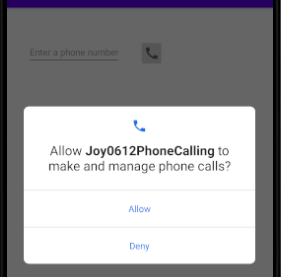 Enter a phone number
Allow Joy0612PhoneCalling to
make and manage phone calls?
Allow
Deny